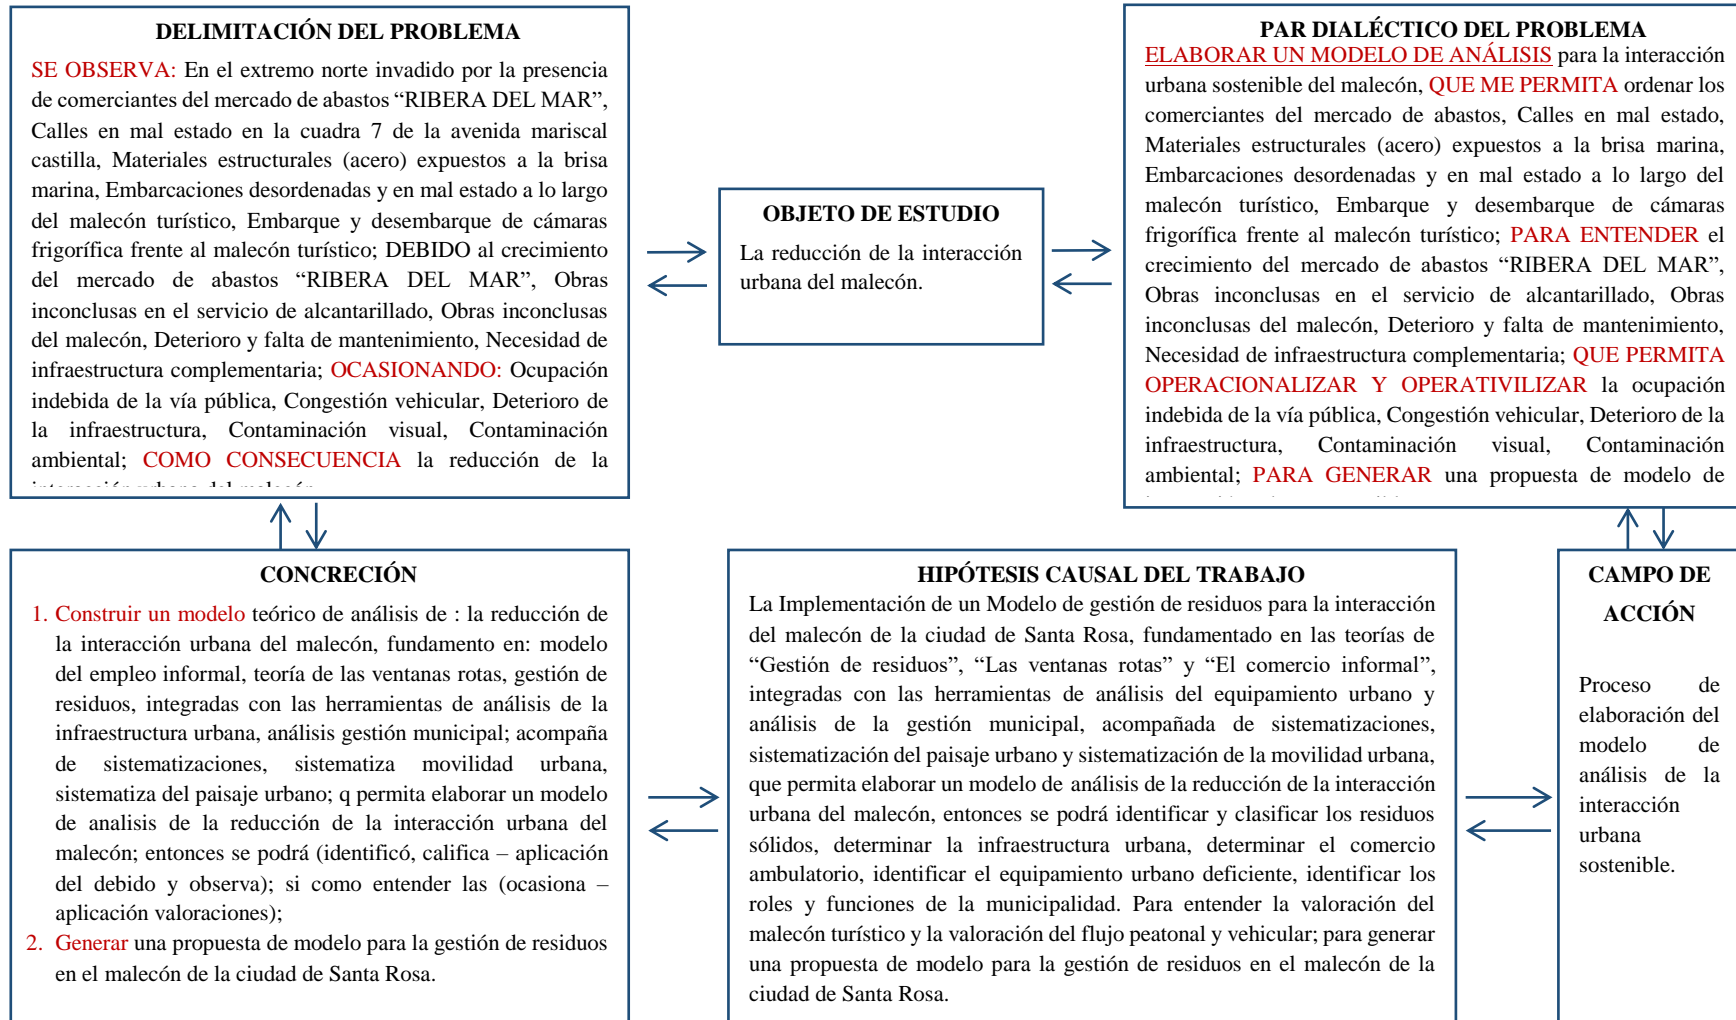 DELIMITACIÓN DEL PROBLEMA
SE OBSERVA: En el extremo norte invadido por la presencia
de comerciantes del mercado de abastos “RIBERA DEL MAR”,
Calles en mal estado en la cuadra 7 de la avenida mariscal
castilla, Materiales estructurales (acero) expuestos a la brisa
marina, Embarcaciones desordenadas y en mal estado a lo largo
del malecón turístico, Embarque y desembarque de cámaras
frigorífica frente al malecón turístico; DEBIDO al crecimiento
del mercado de abastos “RIBERA DEL MAR”, Obras
inconclusas en el servicio de alcantarillado, Obras inconclusas
del malecón, Deterioro y falta de mantenimiento, Necesidad de
infraestructura complementaria; OCASIONANDO: Ocupación
indebida de la vía pública, Congestión vehicular, Deterioro de
la infraestructura, Contaminación visual, Contaminación
ambiental; COMO CONSECUENCIA la reducción de la
interacción urbana del malecón
OBJETO DE ESTUDIO
La reducción de la interacción
urbana del malecón.
PAR DIALÉCTICO DEL PROBLEMA
ELABORAR UN MODELO DE ANÁLISIS para la interacción
urbana sostenible del malecón, QUE ME PERMITA ordenar los
comerciantes del mercado de abastos, Calles en mal estado,
Materiales estructurales (acero) expuestos a la brisa marina,
Embarcaciones desordenadas y en mal estado a lo largo del
malecón turístico, Embarque y desembarque de cámaras
frigorífica frente al malecón turístico; PARA ENTENDER el
crecimiento del mercado de abastos “RIBERA DEL MAR”,
Obras inconclusas en el servicio de alcantarillado, Obras
inconclusas del malecón, Deterioro y falta de mantenimiento,
Necesidad de infraestructura complementaria; QUE PERMITA
OPERACIONALIZAR Y OPERATIVILIZAR la ocupación
indebida de la vía pública, Congestión vehicular, Deterioro de la
infraestructura, Contaminación visual, Contaminación
ambiental; PARA GENERAR una propuesta de modelo de
CONCRECIÓN
1. Construir un modelo teórico de análisis de : la reducción de
la interacción urbana del malecón, fundamento en: modelo
del empleo informal, teoría de las ventanas rotas, gestión de
residuos, integradas con las herramientas de análisis de la
infraestructura urbana, análisis gestión municipal; acompaña
de sistematizaciones, sistematiza movilidad urbana,
sistematiza del paisaje urbano; q permita elaborar un modelo
de analisis de la reducción de la interacción urbana del
malecón; entonces se podrá (identificó, califica – aplicación
del debido y observa); si como entender las (ocasiona –
aplicación valoraciones);
2. Generar una propuesta de modelo para la gestión de residuos
en el malecón de la ciudad de Santa Rosa.
HIPÓTESIS CAUSAL DEL TRABAJO
La Implementación de un Modelo de gestión de residuos para la interacción
del malecón de la ciudad de Santa Rosa, fundamentado en las teorías de
“Gestión de residuos”, “Las ventanas rotas” y “El comercio informal”,
integradas con las herramientas de análisis del equipamiento urbano y
análisis de la gestión municipal, acompañada de sistematizaciones,
sistematización del paisaje urbano y sistematización de la movilidad urbana,
que permita elaborar un modelo de análisis de la reducción de la interacción
urbana del malecón, entonces se podrá identificar y clasificar los residuos
sólidos, determinar la infraestructura urbana, determinar el comercio
ambulatorio, identificar el equipamiento urbano deficiente, identificar los
roles y funciones de la municipalidad. Para entender la valoración del
malecón turístico y la valoración del flujo peatonal y vehicular; para generar
una propuesta de modelo para la gestión de residuos en el malecón de la
ciudad de Santa Rosa.
CAMPO DE
ACCIÓN
Proceso de
elaboración del
modelo de
análisis de la
interacción
urbana
sostenible.